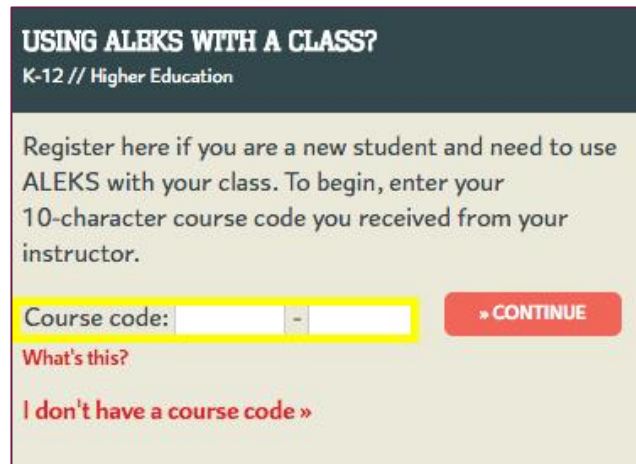 USING ALEKS WITH A CLASS?
K-12 // Higher Education
Register here if you are a new student and need to use
ALEKS with your class. To begin, enter your
10-character course code you received from your
instructor.
Course code: - » CONTINUE
What's this?
I don't have a course code »